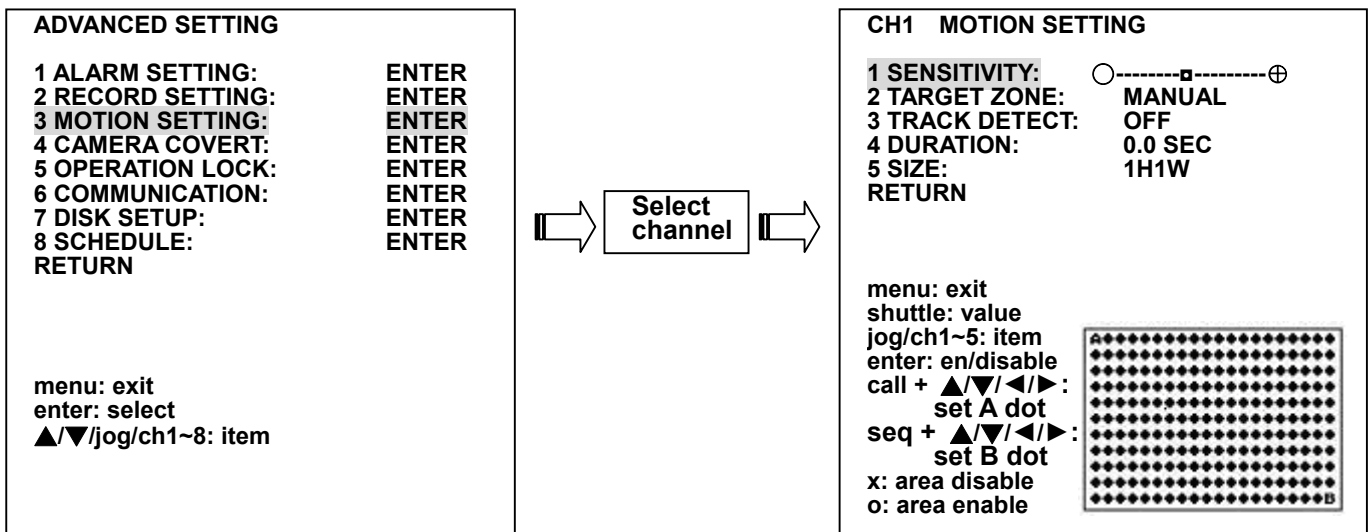 ADVANCED SETTING
1 ALARM SETTING: ENTER
2 RECORD SETTING: ENTER
3 MOTION SETTING: ENTER
4 CAMERA COVERT: ENTER
5 OPERATION LOCK: ENTER
6 COMMUNICATION: ENTER
7 DISK SETUP: ENTER
8 SCHEDULE: ENTER
RETURN
menu: exit
enter: select
▲/▼/jog/ch1~8: item
Select
channel
CH1 MOTION SETTING
1 SENSITIVITY:
2 TARGET ZONE: MANUAL
3 TRACK DETECT: OFF
4 DURATION: 0.0 SEC
5 SIZE: 1H1W
RETURN
menu: exit
shuttle: value
jog/ch1~5: item
enter: en/disable
call + ▲/▼/◄/►:
set A dot
seq + ▲/▼/◄/►:
set B dot
x: area disable
o: area enable
A
B